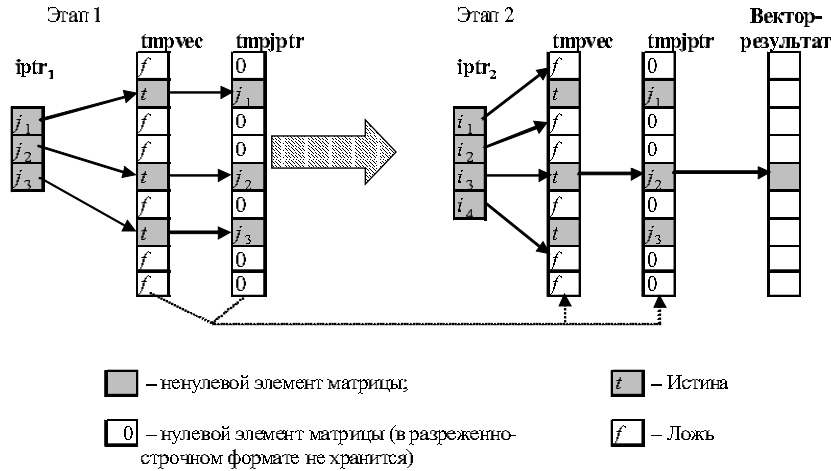 Этап 1
Этап 2
Вектор-
результат
tmpvec tmpjptr
tmpvec tmpjptr
iptr1
iptr2
f 0 f 0
t j1 t j1
j1 f 0 i1 f 0
j2 f 0 i2 f 0
j3 t j2 i3 t j2
f 0 i4 f 0
t j3 t j3
f 0 f 0
f 0 f 0
– ненулевой элемент матрицы;
t – Истина
0 – нулевой элемент матрицы (в разреженно-
строчном формате не хранится)
f – Ложь